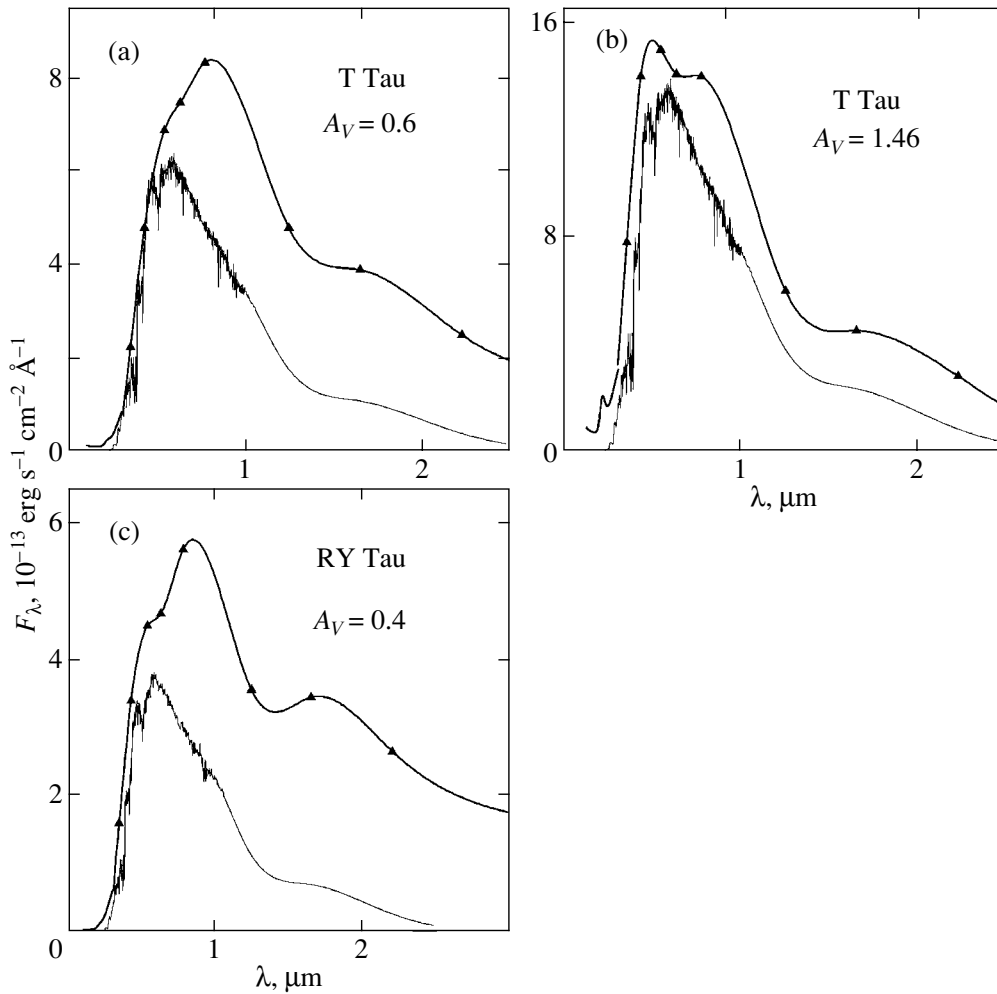 (a)
T Tau
A_V = 0.6
8
4
0
1
2
(b)
T Tau
A_V = 1.46
16
8
0
1
2
λ, μm
(c)
RY Tau
A_V = 0.4
6
4
2
0
1
2
λ, μm
F_λ, 10⁻¹³ erg s⁻¹ cm⁻² Å⁻¹